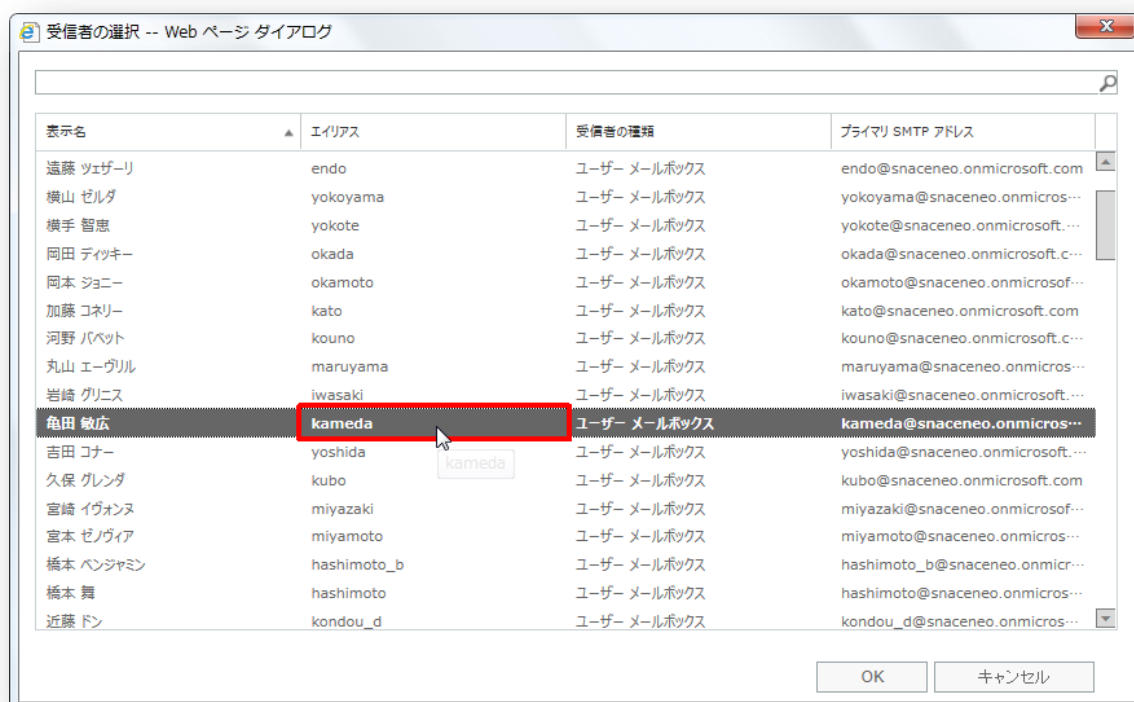 受信者の選択 -- Web ページ ダイアログ
表示名 エイリアス 受信者の種類 プライマリ SMTP アドレス
遠藤 ツェザーリ endo ユーザー メールボックス endo@snaceneo.onmicrosoft.com
横山 ゼルダ yokoyama ユーザー メールボックス yokoyama@snaceneo.onmicros…
横手 智恵 yokote ユーザー メールボックス yokote@snaceneo.onmicrosoft.…
岡田 ディッキー okada ユーザー メールボックス okada@snaceneo.onmicrosoft.c…
岡本 ジョニー okamoto ユーザー メールボックス okamoto@snaceneo.onmicrosof…
加藤 コネリー kato ユーザー メールボックス kato@snaceneo.onmicrosoft.com
河野 バベット kouno ユーザー メールボックス kouno@snaceneo.onmicrosoft.c…
丸山 エーヴリル maruyama ユーザー メールボックス maruyama@snaceneo.onmicros…
岩崎 グリニス iwasaki ユーザー メールボックス iwasaki@snaceneo.onmicrosoft.…
亀田 敏広 kameda ユーザー メールボックス kameda@snaceneo.onmicros…
吉田 コナー yoshida ユーザー メールボックス yoshida@snaceneo.onmicrosoft.…
kameda
久保 グレンダ kubo ユーザー メールボックス kubo@snaceneo.onmicrosoft.com
宮崎 イヴォンヌ miyazaki ユーザー メールボックス miyazaki@snaceneo.onmicrosof…
宮本 ゼノヴィア miyamoto ユーザー メールボックス miyamoto@snaceneo.onmicros…
橋本 ベンジャミン hashimoto_b ユーザー メールボックス hashimoto_b@snaceneo.onmicr…
橋本 舞 hashimoto ユーザー メールボックス hashimoto@snaceneo.onmicros…
近藤 ドン kondou_d ユーザー メールボックス kondou_d@snaceneo.onmicros…
OK キャンセル